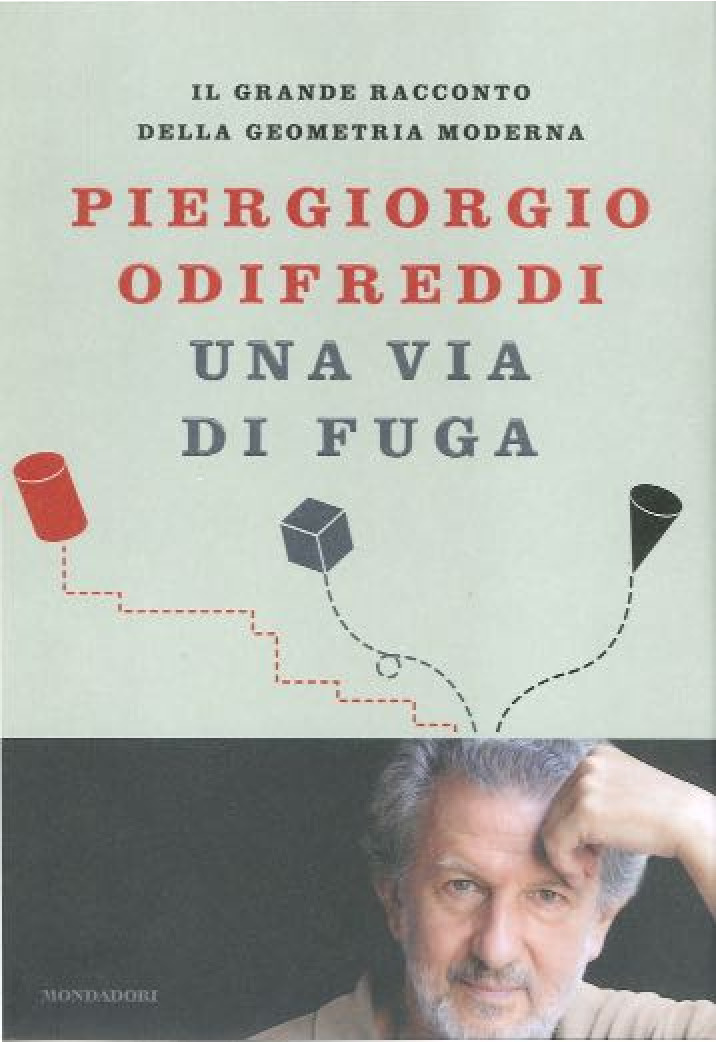 IL GRANDE RACCONTO
DELLA GEOMETRIA MODERNA
PIERGIORGIO
ODIFREDDI
UNA VIA
DI FUGA
MONDADORI